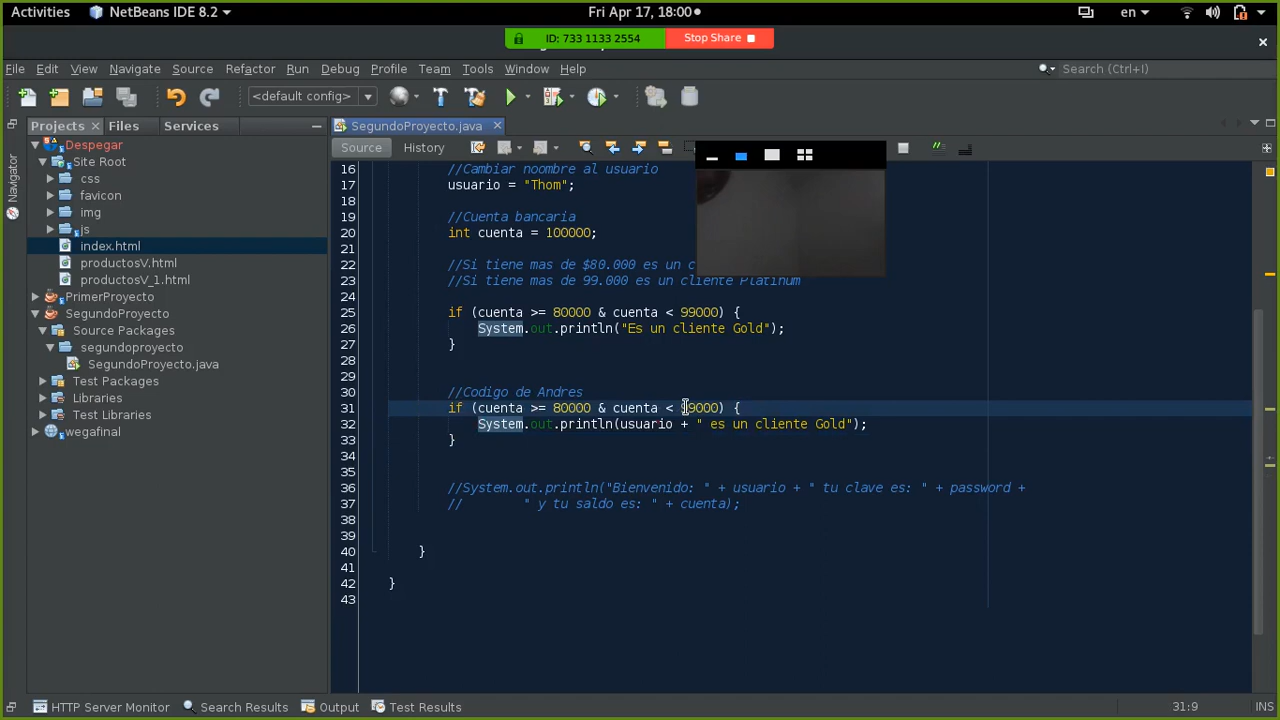 Activities NetBeans IDE 8.2 Fri Apr 17, 18:00 en
ID: 733 1133 2554 Stop Share
File Edit View Navigate Source Refactor Run Debug Profile Team Tools Window Help Search (Ctrl+I)
<default config>
Projects Files Services SegundoProyecto.java
Navigator
Source History
Despegar
Site Root
css
favicon
img
js
index.html
productosV.html
productosV_1.html
PrimerProyecto
SegundoProyecto
Source Packages
segundoproyecto
SegundoProyecto.java
Test Packages
Libraries
Test Libraries
wegafinal
16 //Cambiar noombre al usuario
17 usuario = "Thom";
18
19 //Cuenta bancaria
20 int cuenta = 100000;
21
22 //Si tiene mas de $80.000 es un c
23 //Si tiene mas de 99.000 es un cliente Platinum
24
25 if (cuenta >= 80000 & cuenta < 99000) {
26 System.out.println("Es un cliente Gold");
27 }
28
29
30 //Codigo de Andres
31 if (cuenta >= 80000 & cuenta < 99000) {
32 System.out.println(usuario + " es un cliente Gold");
33 }
34
35
36 //System.out.println("Bienvenido: " + usuario + " tu clave es: " + password +
37 // " y tu saldo es: " + cuenta);
38
39
40 }
41
42 }
43
HTTP Server Monitor Search Results Output Test Results 31:9 INS